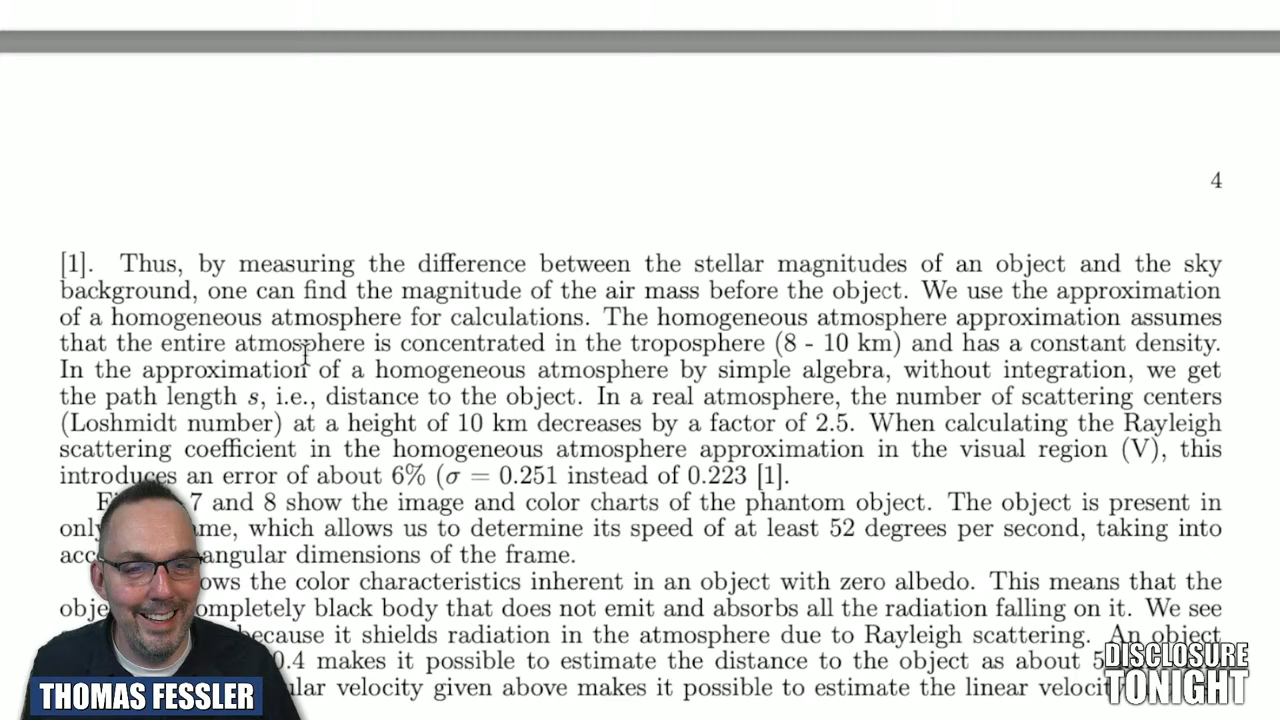 4
[1]. Thus, by measuring the difference between the stellar magnitudes of an object and the sky
background, one can find the magnitude of the air mass before the object. We use the approximation
of a homogeneous atmosphere for calculations. The homogeneous atmosphere approximation assumes
that the entire atmosphere is concentrated in the troposphere (8 - 10 km) and has a constant density.
In the approximation of a homogeneous atmosphere by simple algebra, without integration, we get
the path length s, i.e., distance to the object. In a real atmosphere, the number of scattering centers
(Loshmidt number) at a height of 10 km decreases by a factor of 2.5. When calculating the Rayleigh
scattering coefficient in the homogeneous atmosphere approximation in the visual region (V), this
introduces an error of about 6% (σ = 0.251 instead of 0.223 [1].
7 and 8 show the image and color charts of the phantom object. The object is present in
which allows us to determine its speed of at least 52 degrees per second, taking into
angular dimensions of the frame.
the color characteristics inherent in an object with zero albedo. This means that the
completely black body that does not emit and absorbs all the radiation falling on it. We see
because it shields radiation in the atmosphere due to Rayleigh scattering. An object
0.4 makes it possible to estimate the distance to the object as about
velocity given above makes it possible to estimate the linear
THOMAS FESSLER
DISCLOSURE
TONIGHT